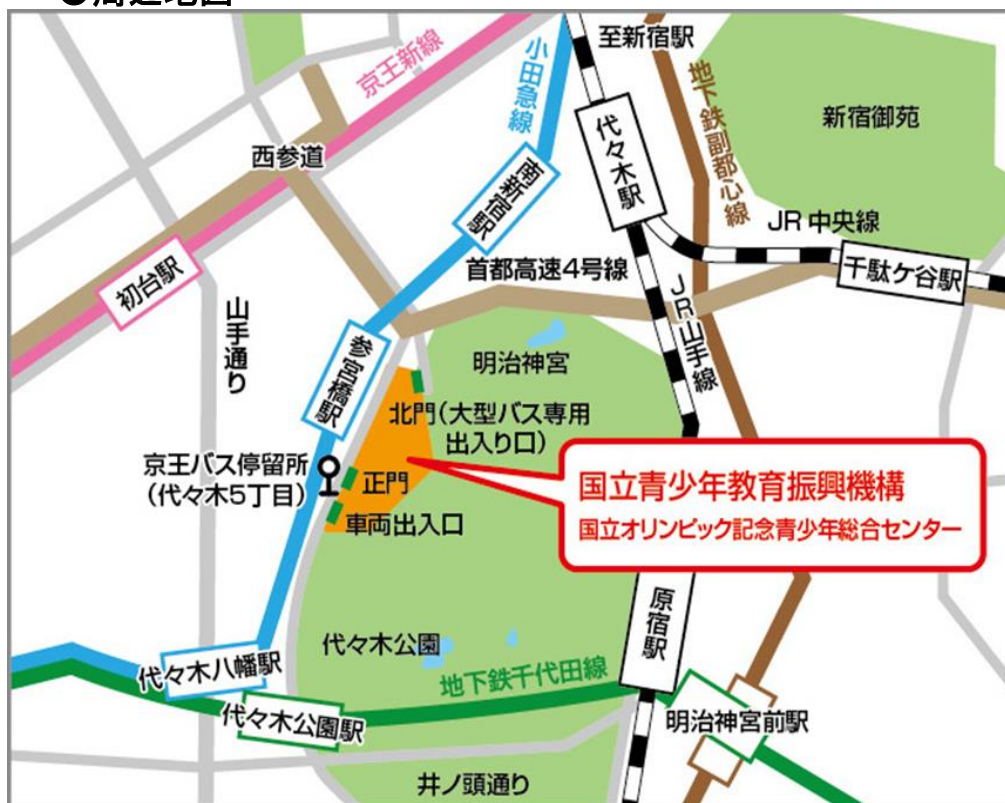 ●周辺地図
京王新線
小田急線
至新宿駅
地下鉄副都心線
新宿御苑
代々木駅
西参道
南新宿駅
JR中央線
千駄ケ谷駅
首都高速4号線
初台駅
山手通り
JR山手線
参宮橋駅
明治神宮
北門(大型バス専用
出入り口)
京王バス停留所
(代々木5丁目)
正門
車両出入口
国立青少年教育振興機構
国立オリンピック記念青少年総合センター
原宿駅
代々木公園
代々木八幡駅
地下鉄千代田線
代々木公園駅
明治神宮前駅
井ノ頭通り